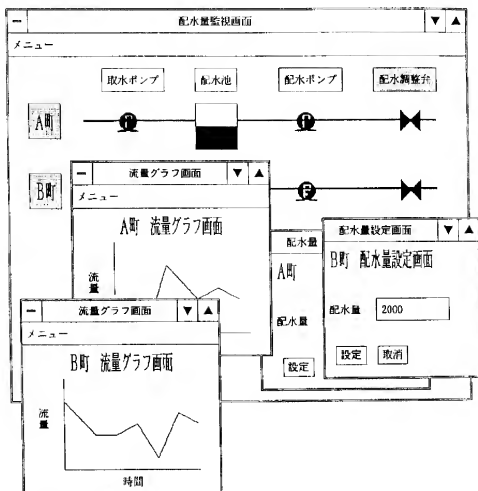 配水量監視画面
メニュー
取水ポンプ 配水池 配水ポンプ 配水調整弁
A町
B町
流量グラフ画面
メニュー
A町 流量グラフ画面
流量
配水量
A町
配水量
設定
配水量設定画面
B町 配水量設定画面
配水量 2000
設定 取消
流量グラフ画面
メニュー
B町 流量グラフ画面
流量
時間